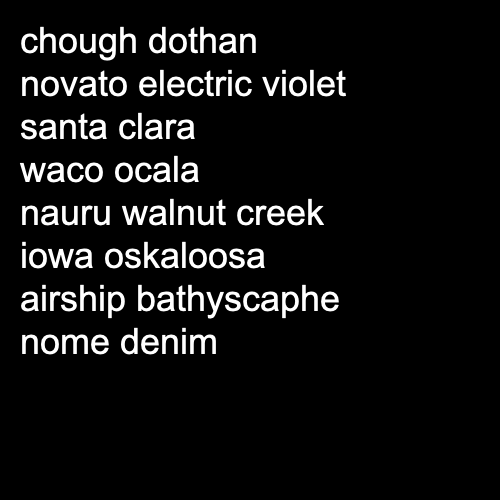 chough dothan
novato electric violet
santa clara
waco ocala
nauru walnut creek
iowa oskaloosa
airship bathyscaphe
nome denim